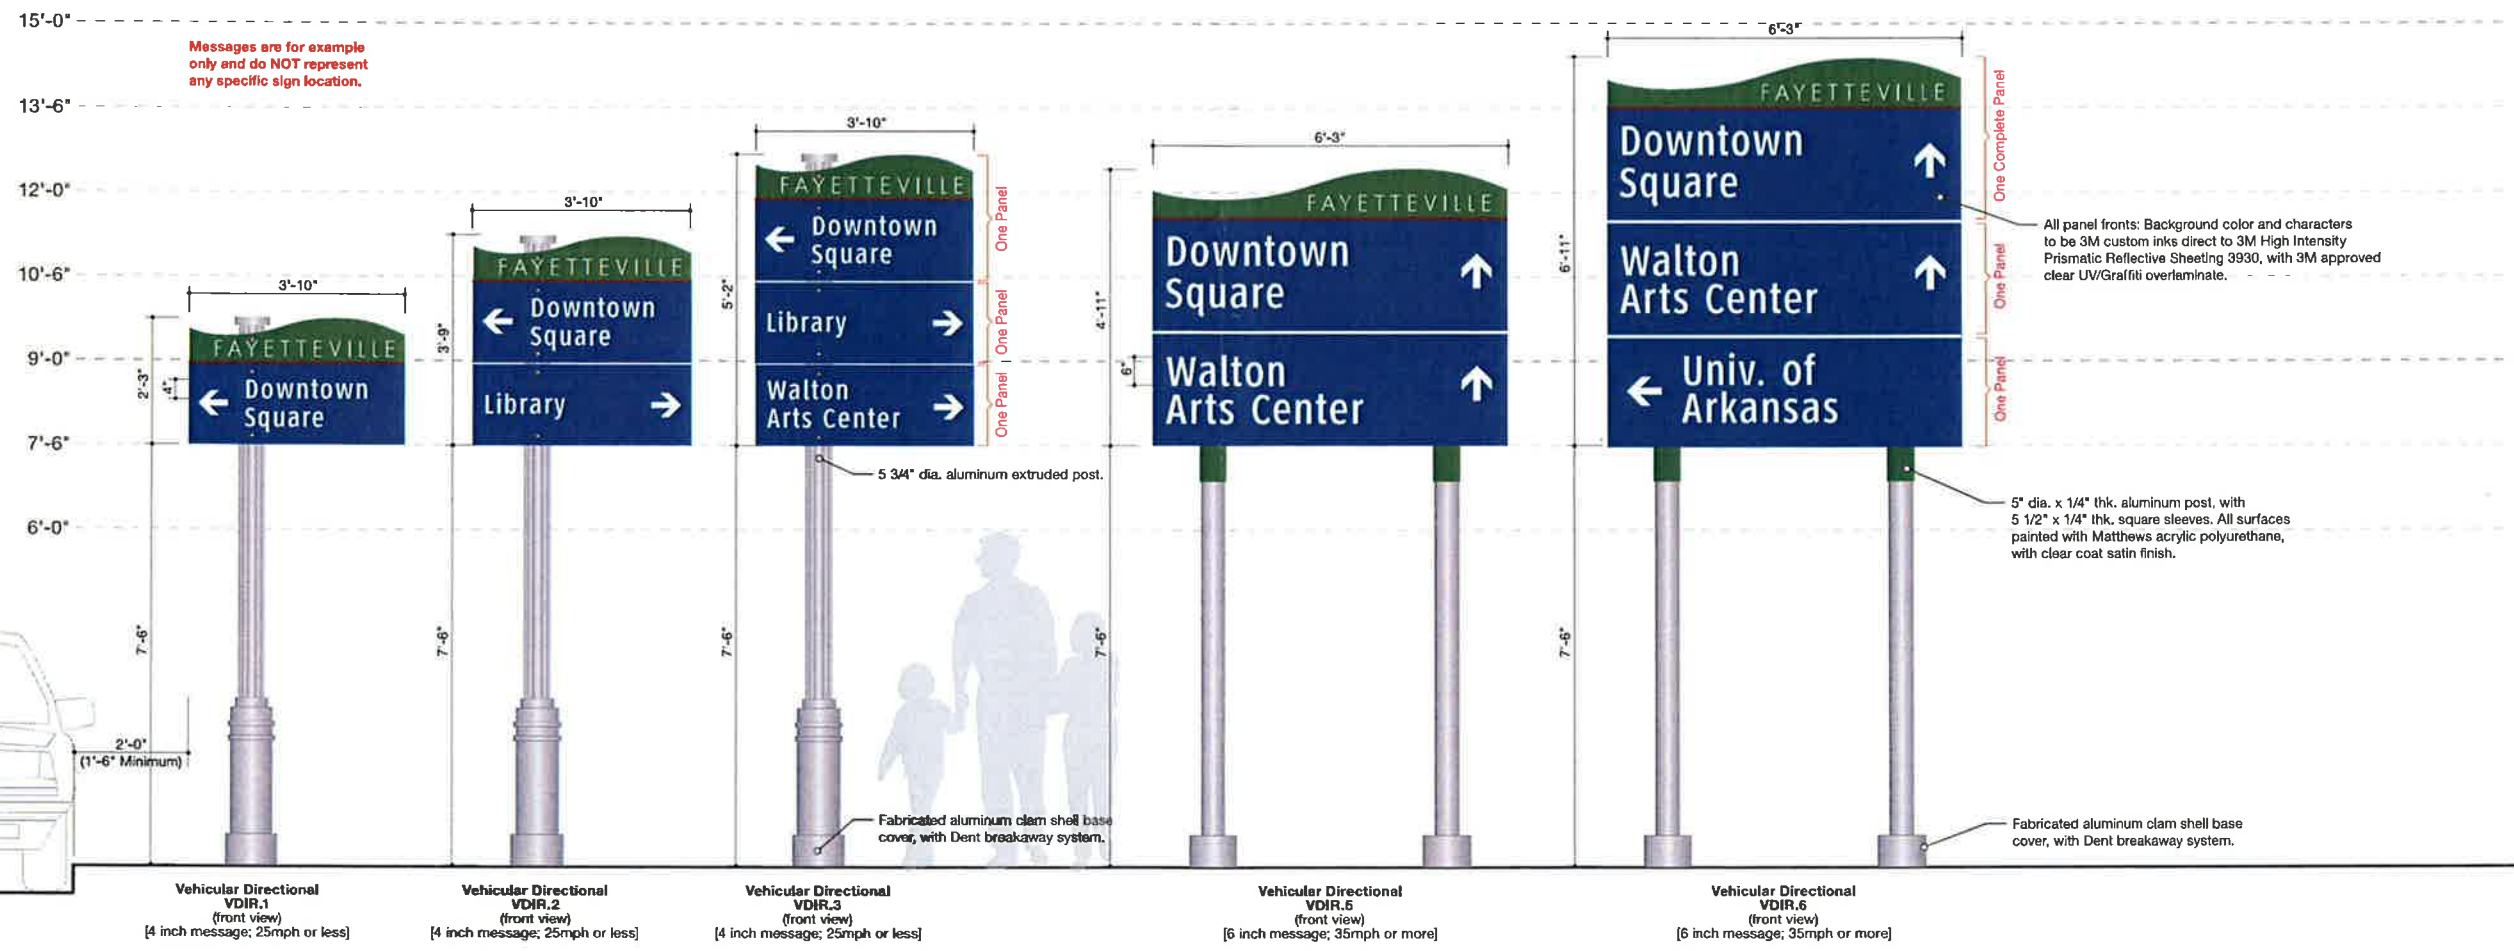 15'-0"
13'-6"
12'-0"
10'-6"
9'-0"
7'-6"
6'-0"
Messages are for example
only and do NOT represent
any specific sign location.
3'-10"
2'-3"
4"
7'-6"
2'-0"
(1'-6" Minimum)
FAYETTEVILLE
Downtown
Square
Vehicular Directional
VDIR.1
(front view)
[4 inch message; 25mph or less]
3'-10"
3'-9"
7'-6"
FAYETTEVILLE
Downtown
Square
Library
Vehicular Directional
VDIR.2
(front view)
[4 inch message; 25mph or less]
3'-10"
5'-2"
7'-6"
FAYETTEVILLE
Downtown
Square
Library
Walton
Arts Center
One Panel
One Panel
One Panel
5 3/4" dia. aluminum extruded post.
Fabricated aluminum clam shell base
cover, with Dent breakaway system.
Vehicular Directional
VDIR.3
(front view)
[4 inch message; 25mph or less]
6'-3"
4'-11"
6"
7'-6"
FAYETTEVILLE
Downtown
Square
Walton
Arts Center
Vehicular Directional
VDIR.5
(front view)
[6 inch message; 35mph or more]
6'-3"
6'-11"
7'-6"
FAYETTEVILLE
Downtown
Square
Walton
Arts Center
Univ. of
Arkansas
One Complete Panel
One Panel
One Panel
All panel fronts: Background color and characters
to be 3M custom inks direct to 3M High Intensity
Prismatic Reflective Sheeting 3930, with 3M approved
clear UV/Graffiti overlaminate.
5" dia. x 1/4" thk. aluminum post, with
5 1/2" x 1/4" thk. square sleeves. All surfaces
painted with Matthews acrylic polyurethane,
with clear coat satin finish.
Fabricated aluminum clam shell base
cover, with Dent breakaway system.
Vehicular Directional
VDIR.6
(front view)
[6 inch message; 35mph or more]